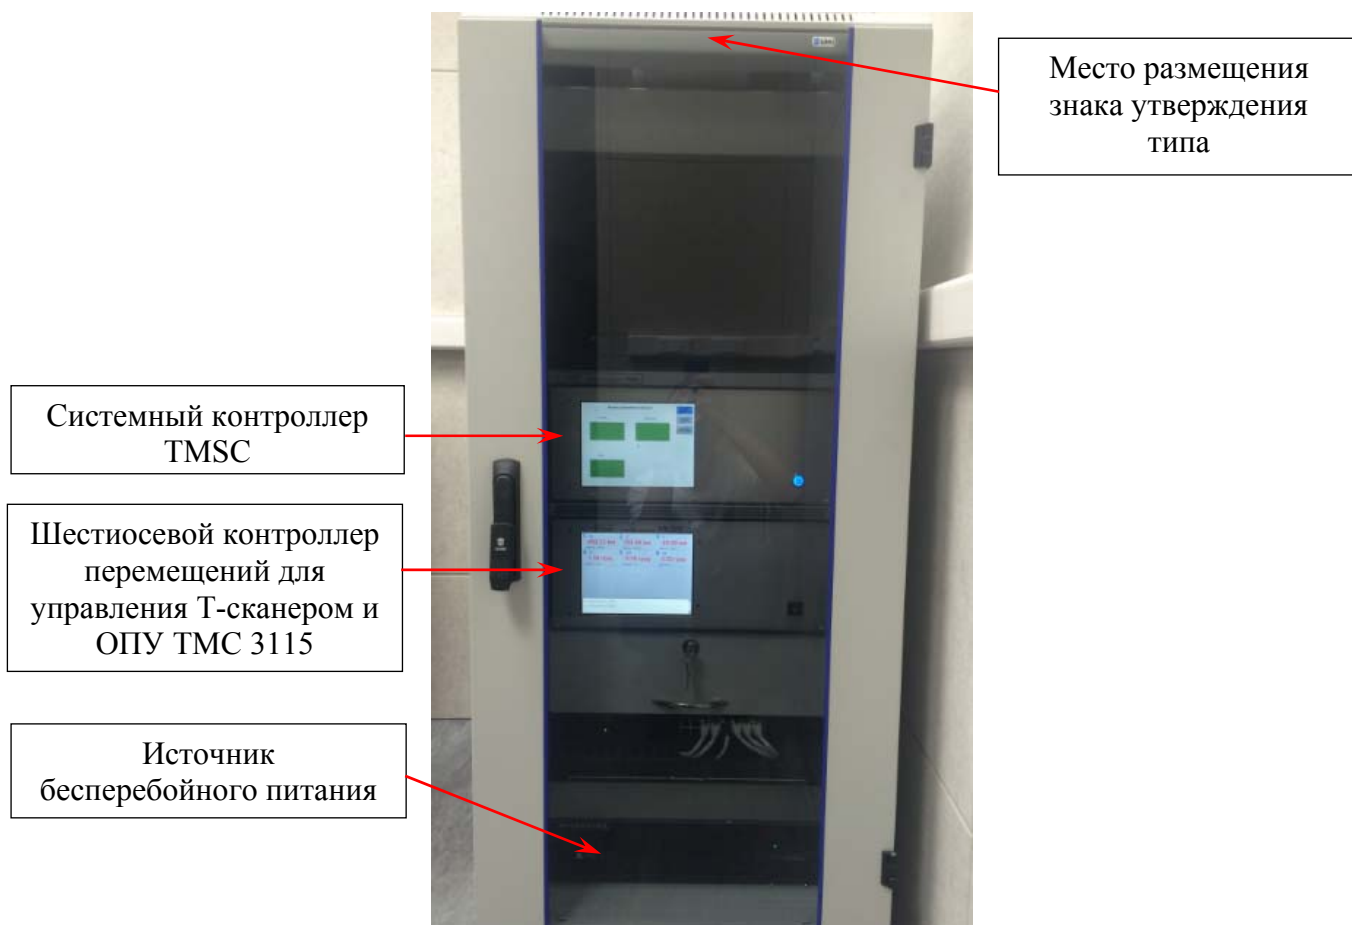 Место размещения
знака утверждения
типа
Системный контроллер
TMSC
Шестиосевой контроллер
перемещений для
управления Т-сканером и
ОПУ ТМС 3115
Источник
бесперебойного питания